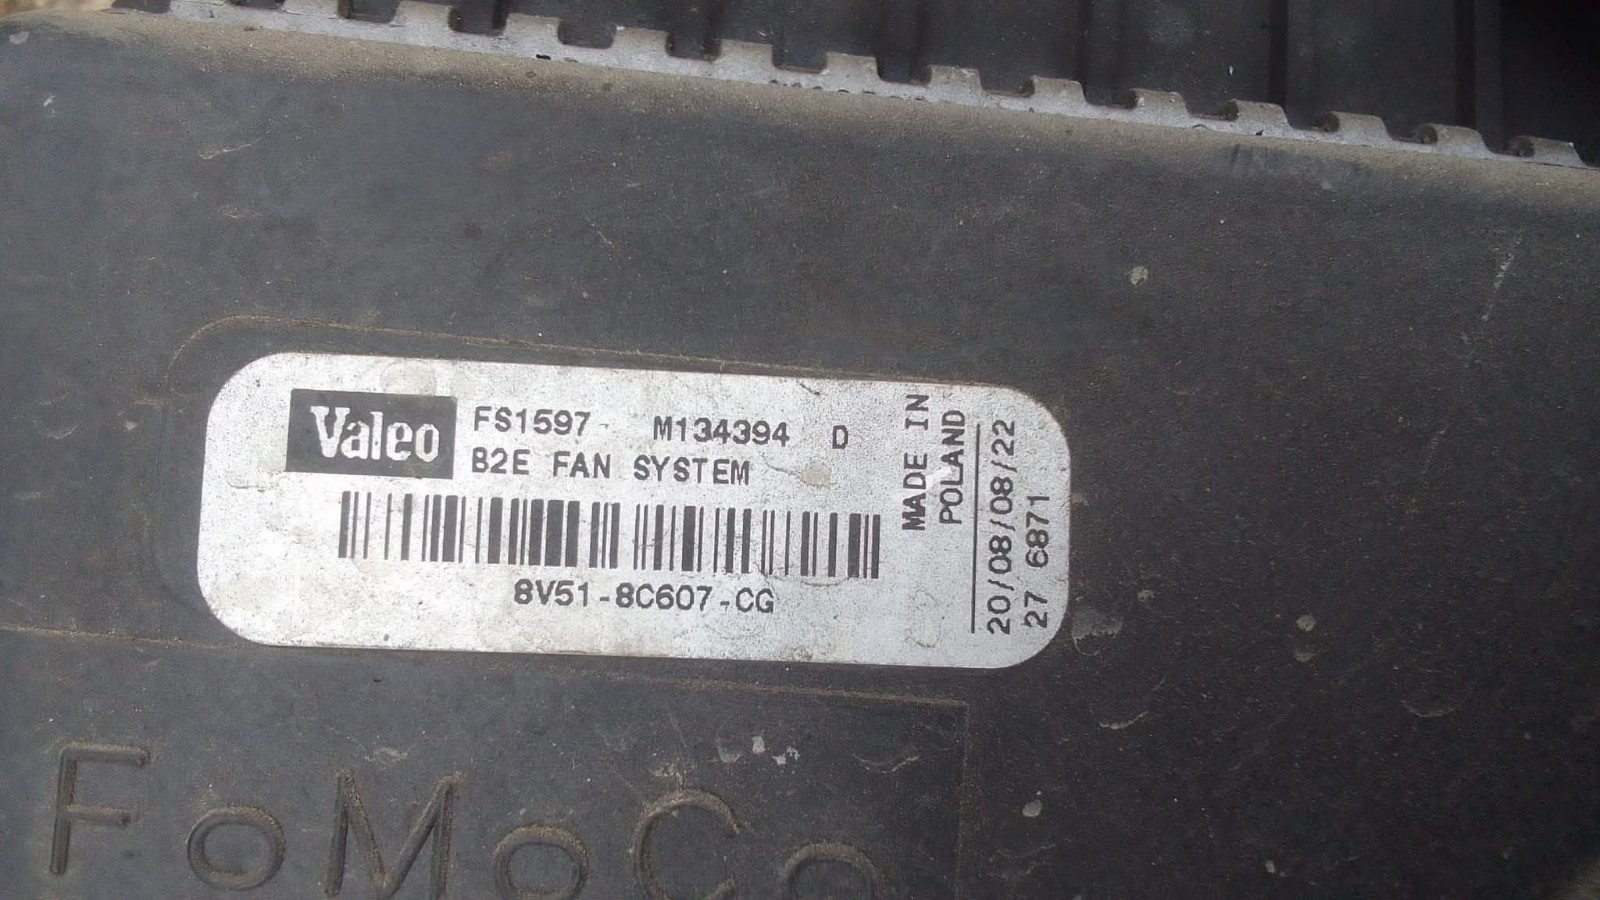 Valeo
FS1597- M134394 D
B2E FAN SYSTEM
8V51-8C607-CG
MADE IN
POLAND
20/08/08/22
27 6871
FoMoCo